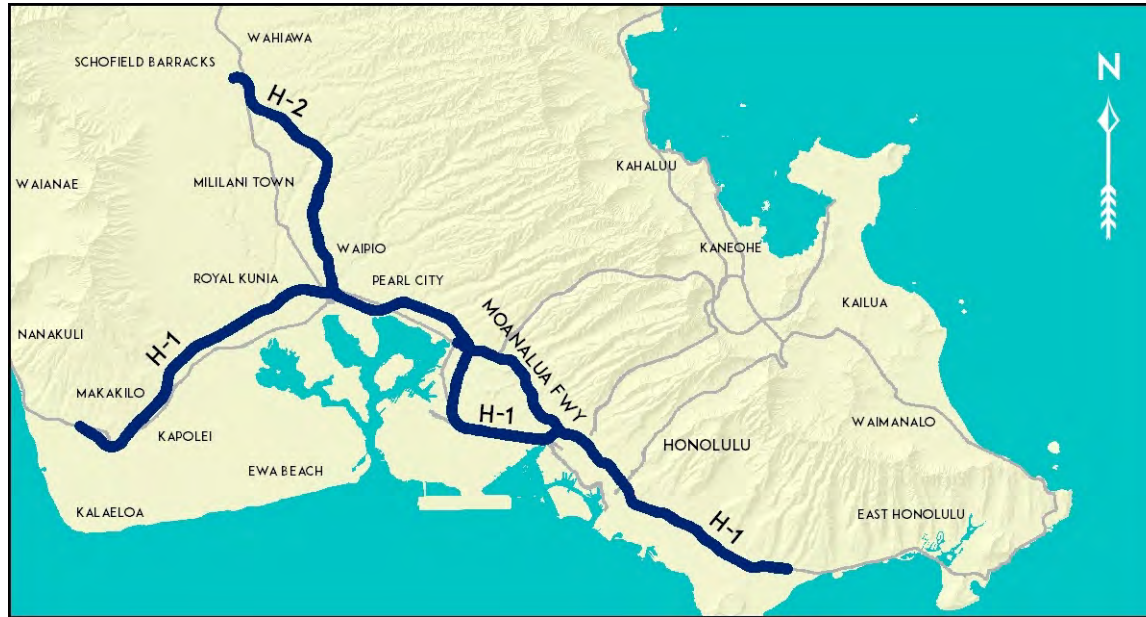 WAHIAWA
SCHOFIELD BARRACKS
N
H-2
KAHALUU
WAIANAE
MILILANI TOWN
KANEOHE
WAIPIO
ROYAL KUNIA
PEARL CITY
KAILUA
NANAKULI
H-1
MOANALUA FWY
MAKAKILO
H-1
WAIMANALO
KAPOLEI
HONOLULU
EWA BEACH
KALAELOA
H-1
EAST HONOLULU